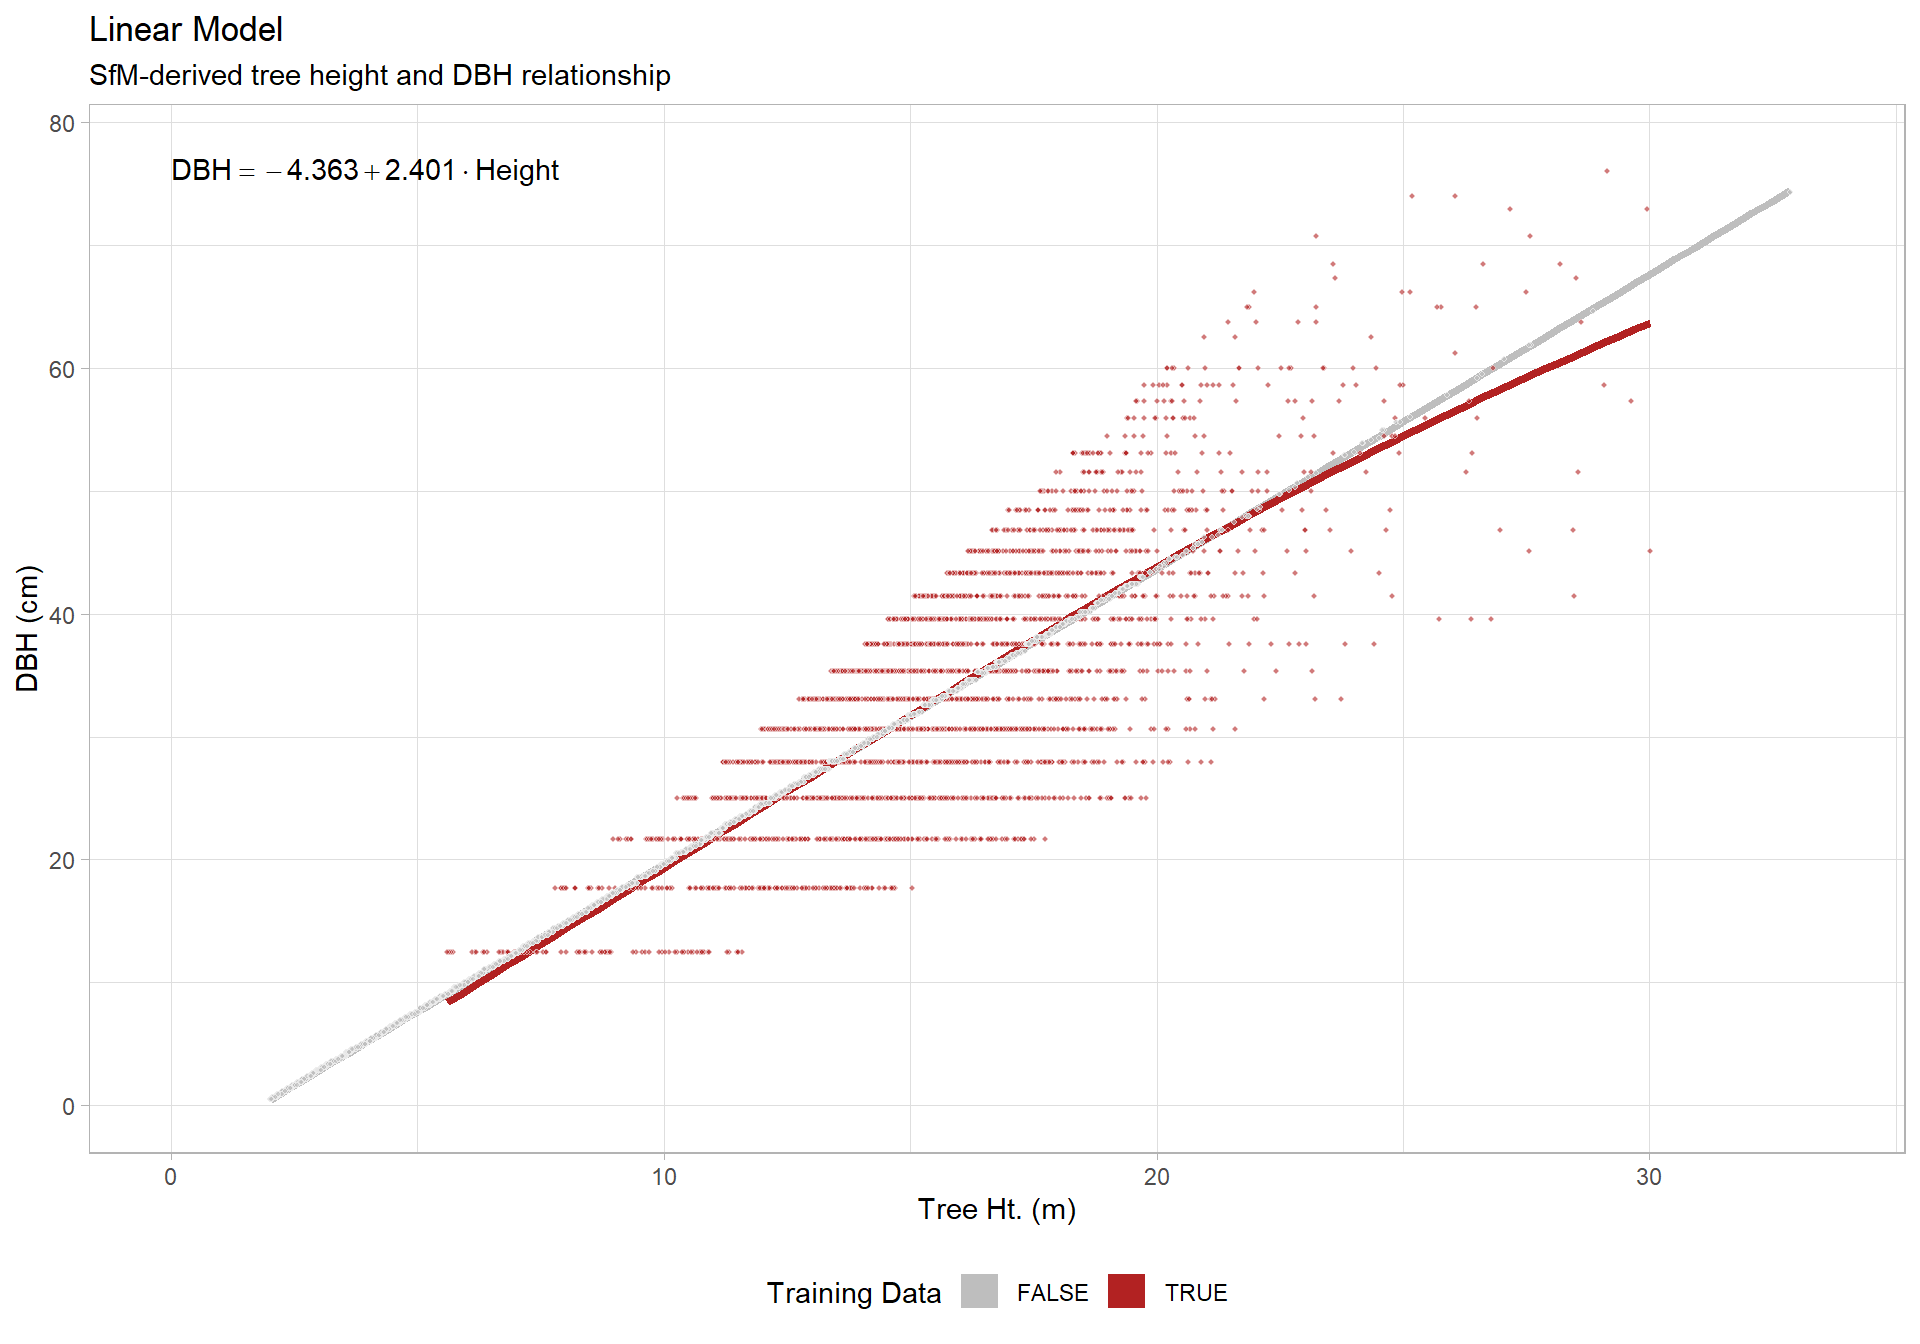 Linear Model
SfM-derived tree height and DBH relationship
DBH = − 4.363 + 2.401 · Height
80
60
40
20
0
DBH (cm)
0 10 20 30
Tree Ht. (m)
Training Data FALSE TRUE